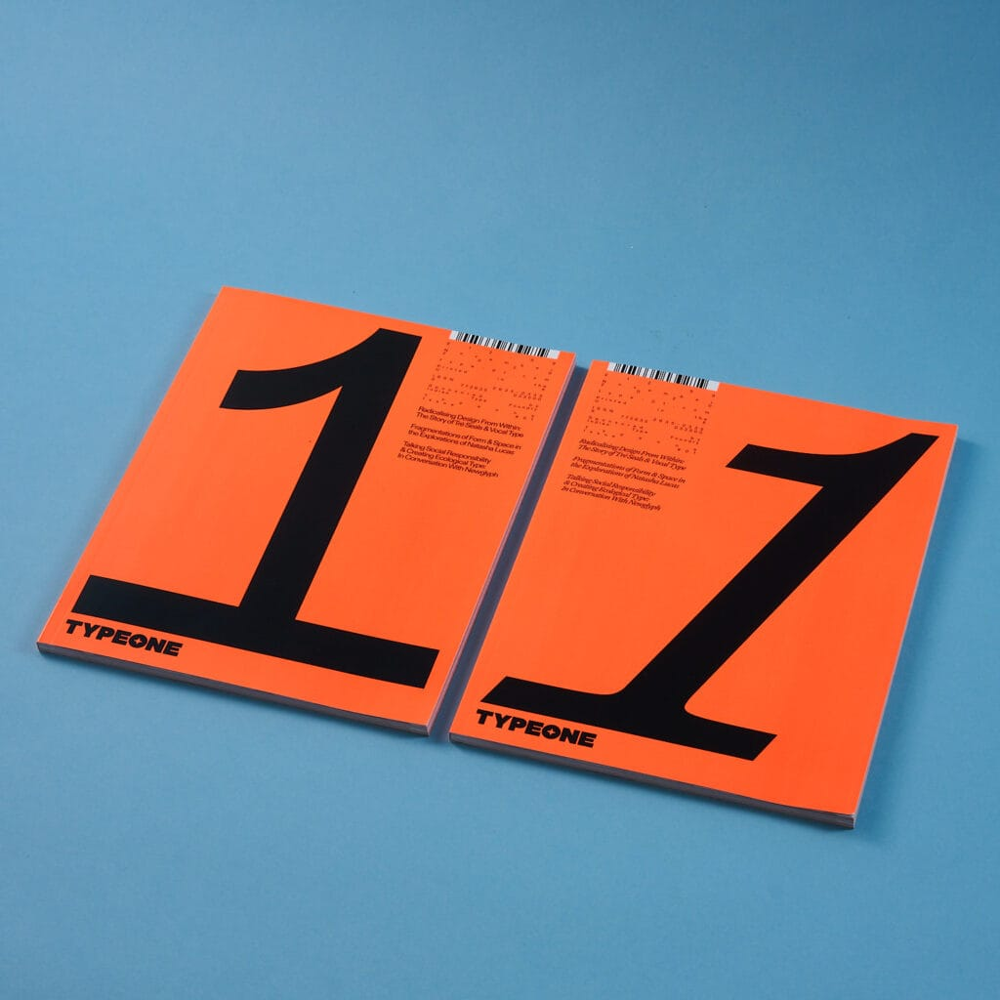 1
Radicalising Design From Within:
The Story of Tré Seals & Vocal Type
Fragmentations of Form & Space in
the Explorations of Natasha Lucas
Talking Social Responsibility
& Creating Ecological Type:
In Conversation With Newglyph
TYPEONE
1
Radicalising Design From Within:
The Story of Tré Seals & Vocal Type
Fragmentations of Form & Space in
the Explorations of Natasha Lucas
Talking Social Responsibility
& Creating Ecological Type:
In Conversation With Newglyph
TYPEONE